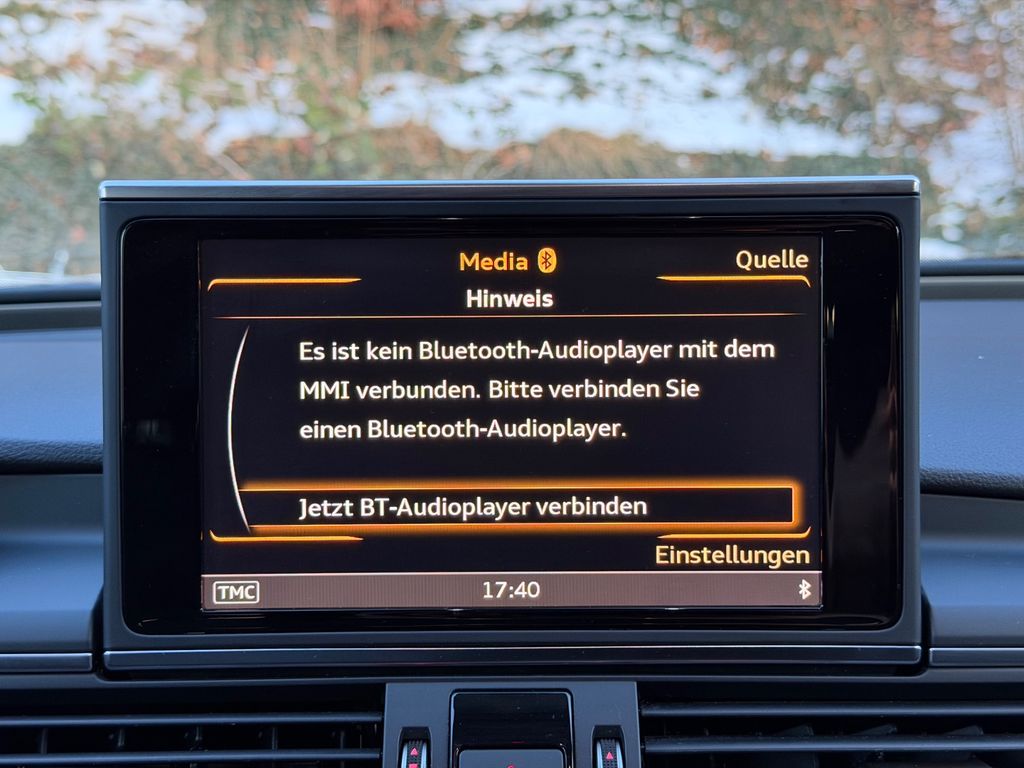 Media
Quelle
Hinweis
Es ist kein Bluetooth-Audioplayer mit dem
MMI verbunden. Bitte verbinden Sie
einen Bluetooth-Audioplayer.
Jetzt BT-Audioplayer verbinden
Einstellungen
TMC 17:40